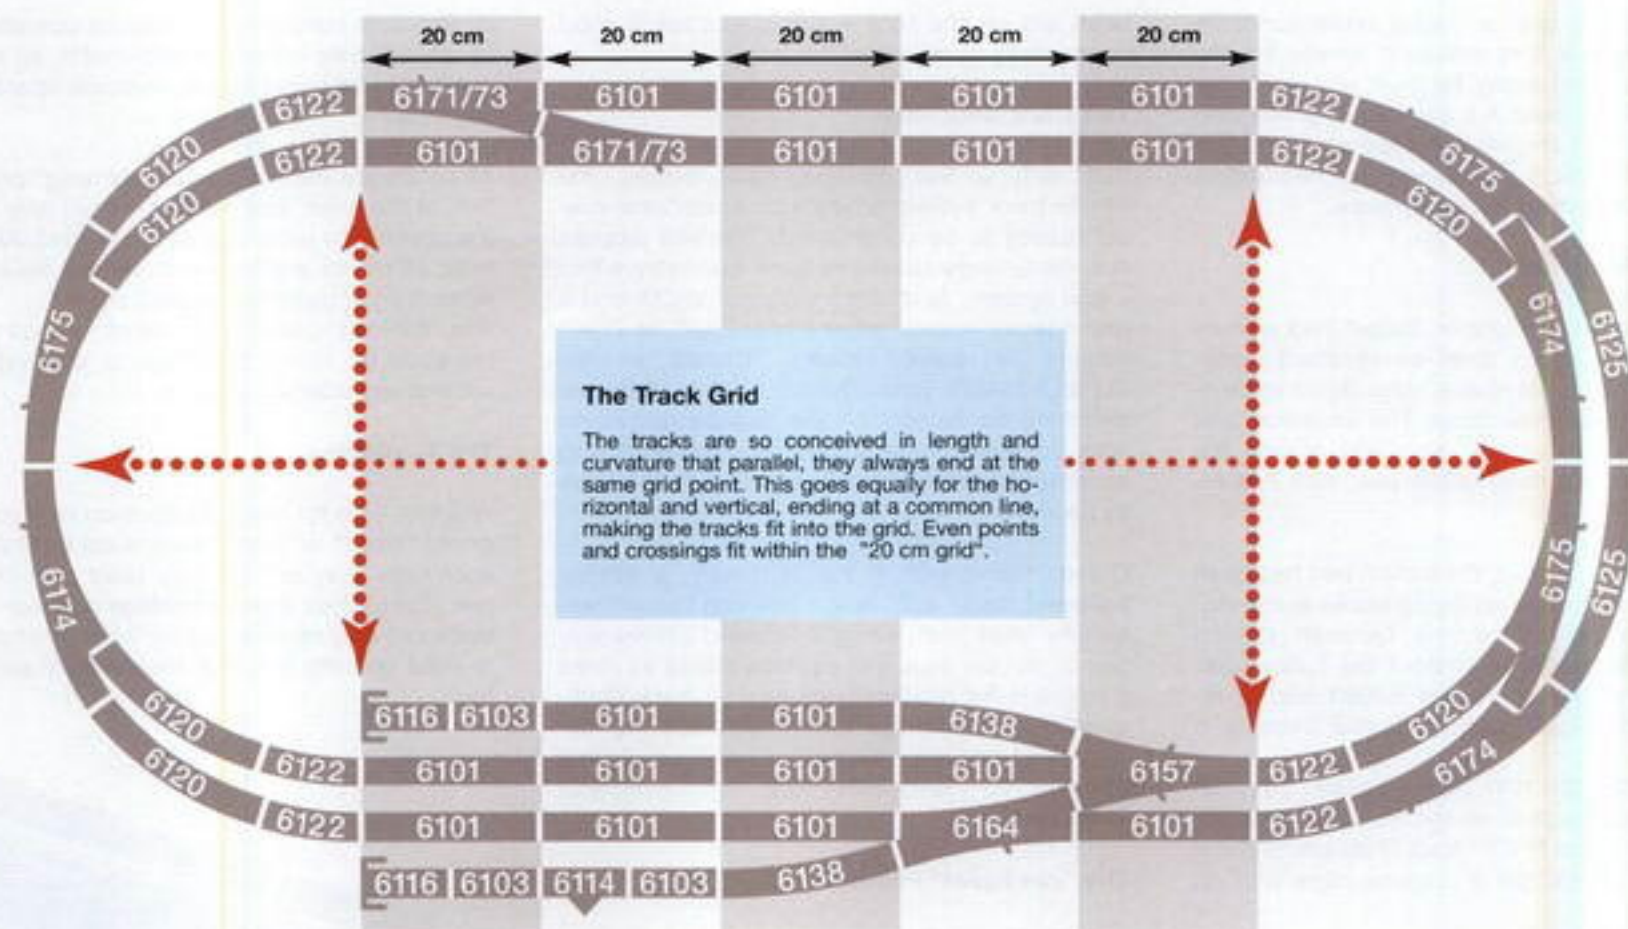 20 cm 20 cm 20 cm 20 cm 20 cm
6122 6171/73 6101 6101 6101 6101 6122
6120 6122 6101 6171/73 6101 6101 6101 6122 6175
6120 6120
6175 6174 6125
The Track Grid
The tracks are so conceived in length and
curvature that parallel, they always end at the
same grid point. This goes equally for the ho-
rizontal and vertical, ending at a common line,
making the tracks fit into the grid. Even points
and crossings fit within the "20 cm grid".
6174 6175 6125
6120 6116 6103 6101 6101 6138 6120
6120 6122 6101 6101 6101 6101 6157 6122 6174
6122 6101 6101 6101 6164 6101 6122
6116 6103 6114 6103 6138